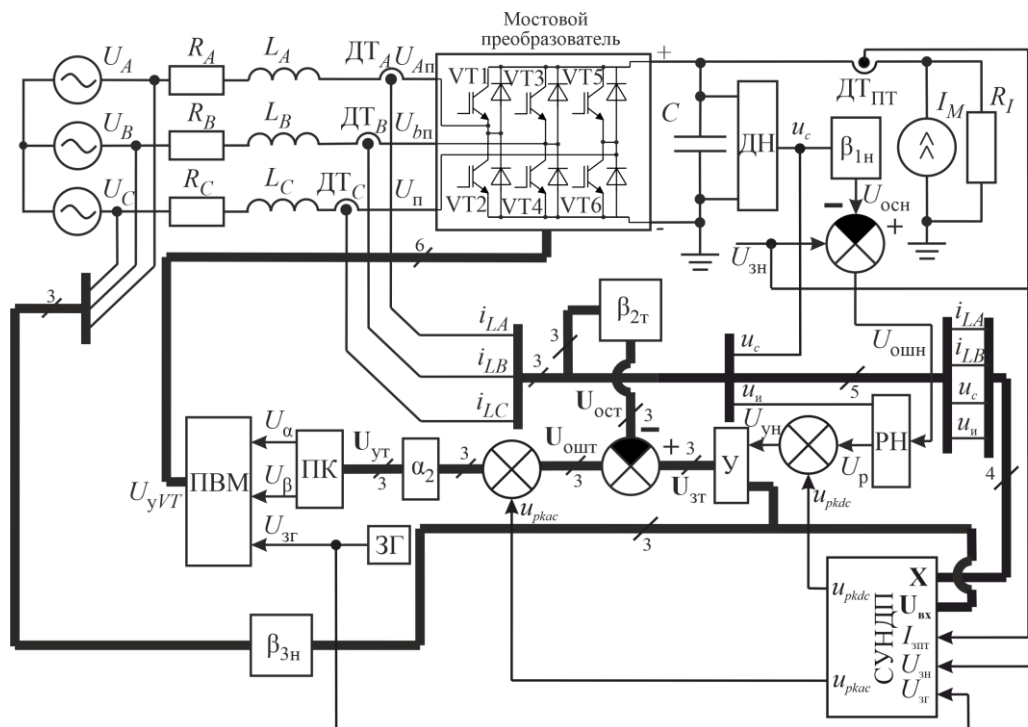 Мостовой
преобразователь
U_A
R_A
L_A
ДТ_A
U_Aп
VT1
VT3
VT5
+
ДТ_ПТ
I_M
R_I
U_B
R_B
L_B
ДТ_B
U_bп
C
ДН
u_c
β_1н
U_C
R_C
L_C
ДТ_C
U_п
VT2
VT4
VT6
-
U_осн
+
U_зн
6
3
i_LA
i_LB
i_LC
3
3
β_2т
u_c
u_и
5
U_ошн
i_LA
i_LB
u_c
u_и
4
U_ост
3
U_α
U_β
U_зг
U_уVT
ПВМ
ПК
U_ут
3
α_2
3
U_ошт
3
+
3
U_зт
У
U_ун
U_р
РН
u_pkac
u_pkdc
ЗГ
3
β_3н
СУНДП
u_pkdc
u_pkac
X
U_вх
I_зпт
U_зн
U_зг